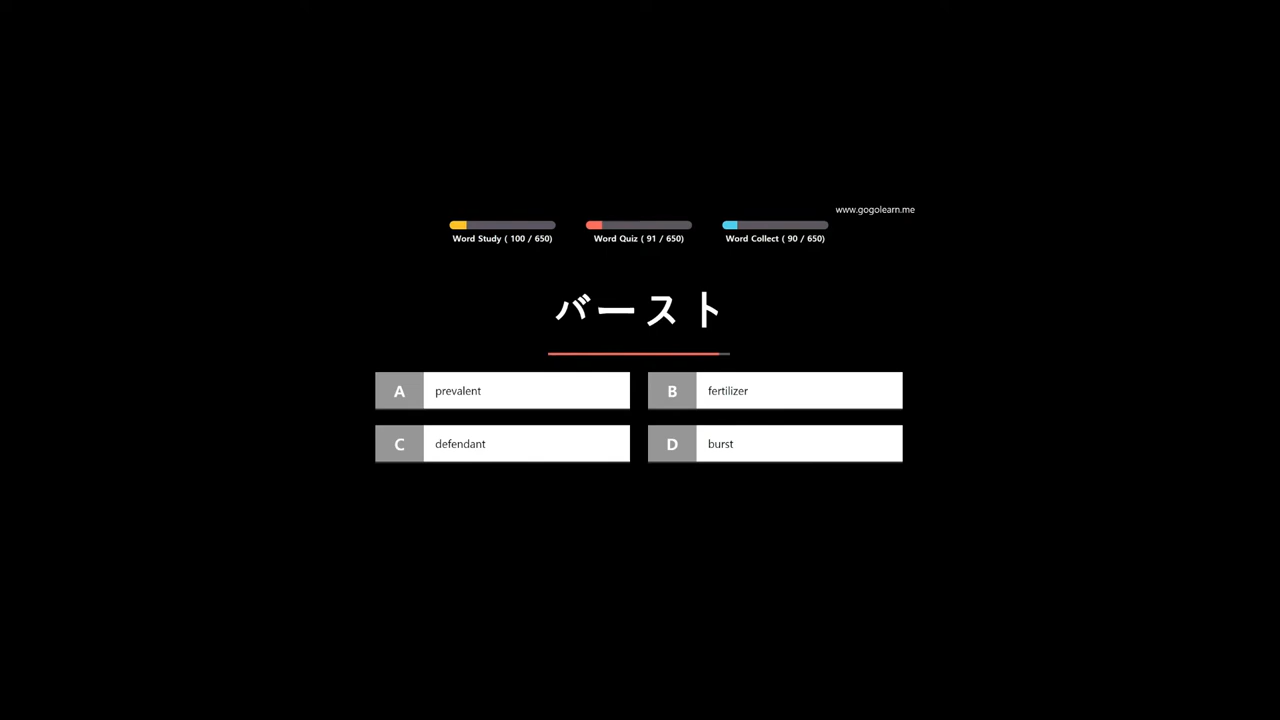 www.gogolearn.me
Word Study ( 100 / 650)
Word Quiz ( 91 / 650)
Word Collect ( 90 / 650)
バースト
A prevalent
B fertilizer
C defendant
D burst